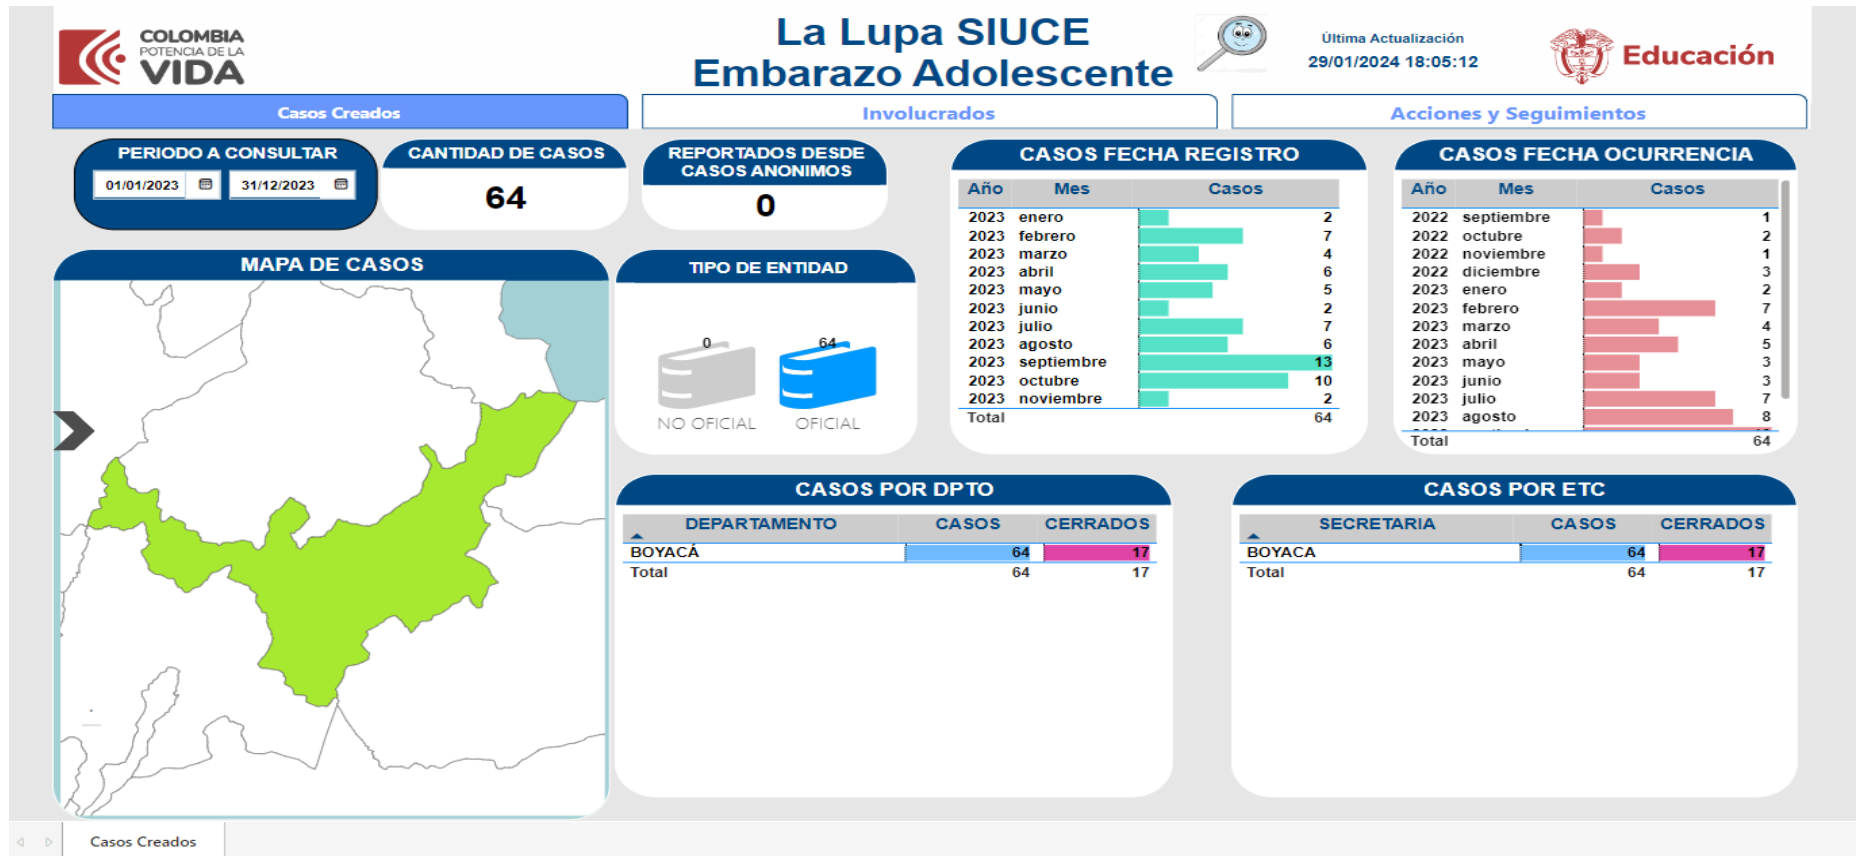 COLOMBIA
POTENCIA DE LA
VIDA
La Lupa SIUCE
Embarazo Adolescente
Última Actualización
29/01/2024 18:05:12
Educación
Casos Creados
Involucrados
Acciones y Seguimientos
PERIODO A CONSULTAR
01/01/2023 31/12/2023
CANTIDAD DE CASOS
64
REPORTADOS DESDE
CASOS ANONIMOS
0
CASOS FECHA REGISTRO
Año Mes Casos
2023 enero 2
2023 febrero 7
2023 marzo 4
2023 abril 6
2023 mayo 5
2023 junio 2
2023 julio 7
2023 agosto 6
2023 septiembre 13
2023 octubre 10
2023 noviembre 2
Total 64
CASOS FECHA OCURRENCIA
Año Mes Casos
2022 septiembre 1
2022 octubre 2
2022 noviembre 1
2022 diciembre 3
2023 enero 2
2023 febrero 7
2023 marzo 4
2023 abril 5
2023 mayo 3
2023 junio 3
2023 julio 7
2023 agosto 8
Total 64
MAPA DE CASOS
TIPO DE ENTIDAD
0 64
NO OFICIAL OFICIAL
CASOS POR DPTO
DEPARTAMENTO CASOS CERRADOS
BOYACÁ 64 17
Total 64 17
CASOS POR ETC
SECRETARIA CASOS CERRADOS
BOYACA 64 17
Total 64 17
Casos Creados